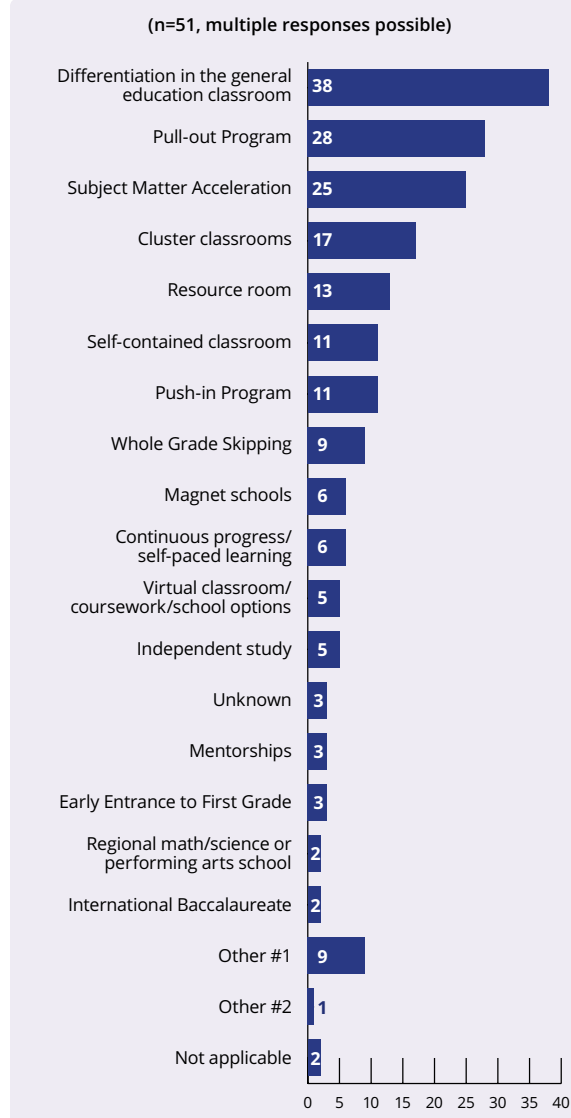 (n=51, multiple responses possible)
Differentiation in the general
education classroom
38
Pull-out Program
28
Subject Matter Acceleration
25
Cluster classrooms
17
Resource room
13
Self-contained classroom
11
Push-in Program
11
Whole Grade Skipping
9
Magnet schools
6
Continuous progress/
self-paced learning
6
Virtual classroom/
coursework/school options
5
Independent study
5
Unknown
3
Mentorships
3
Early Entrance to First Grade
3
Regional math/science or
performing arts school
2
International Baccalaureate
2
Other #1
9
Other #2
1
Not applicable
2
0 5 10 15 20 25 30 35 40